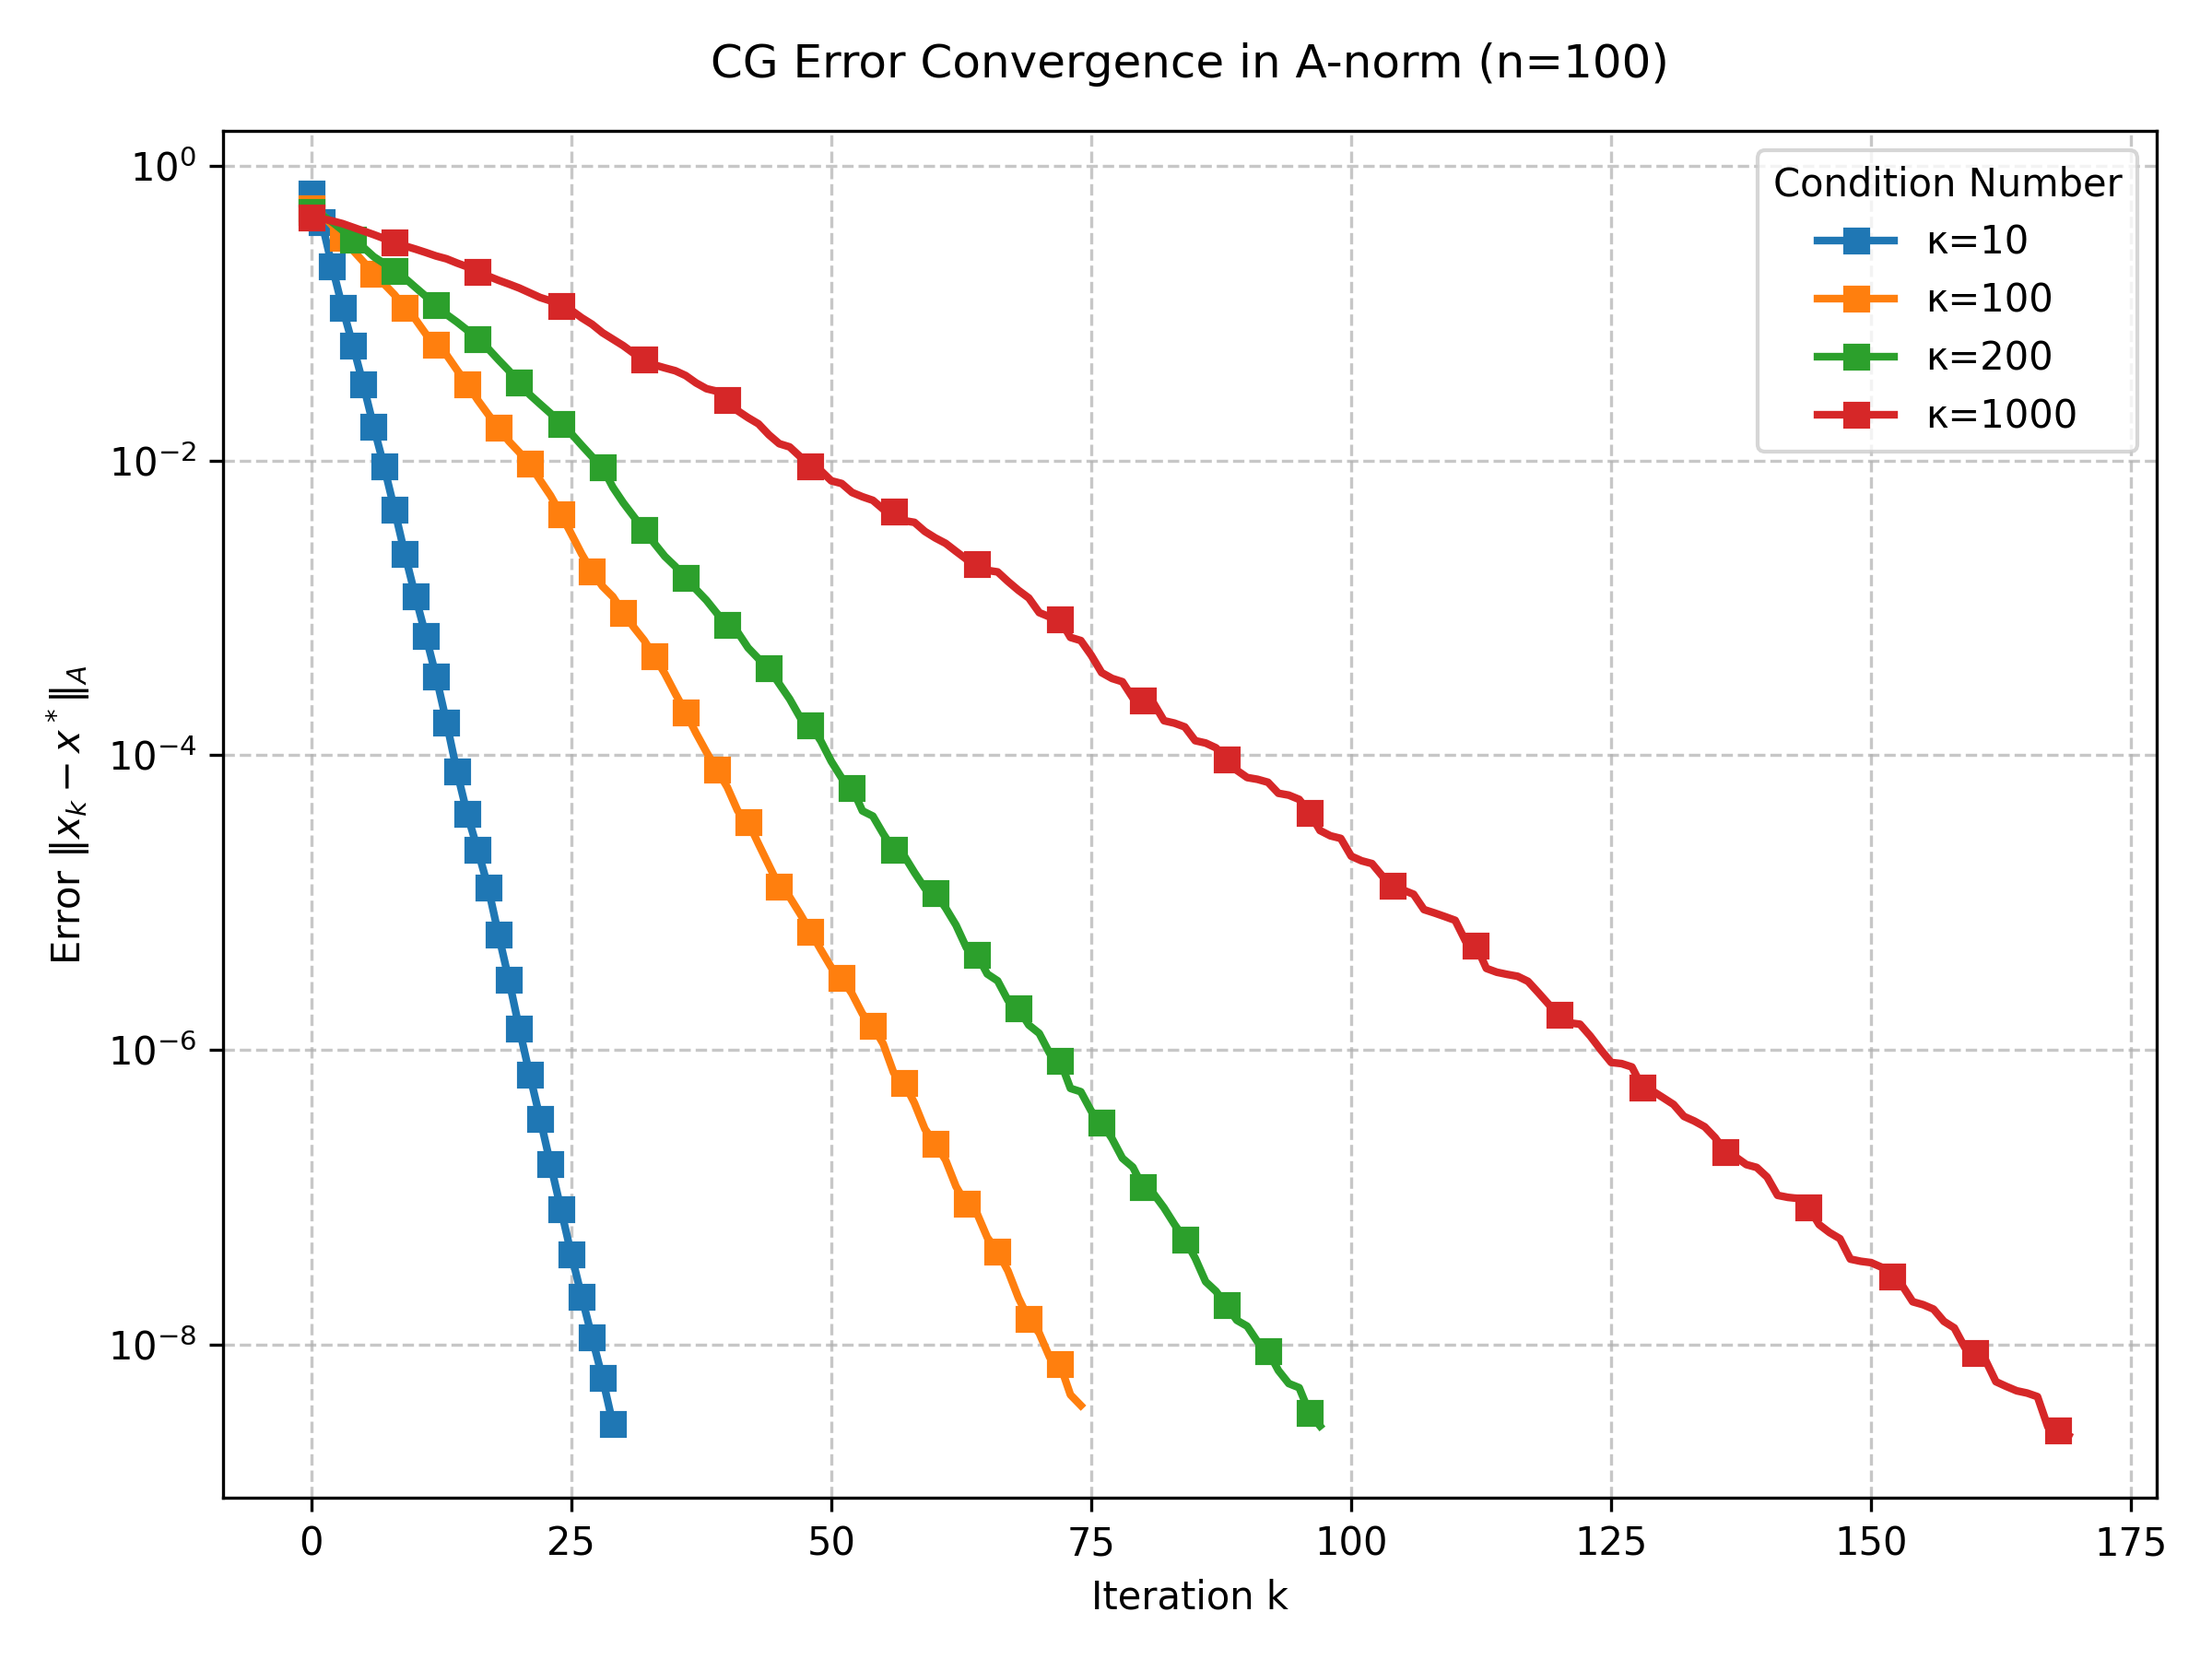 CG Error Convergence in A-norm (n=100)
Condition Number
κ=10
κ=100
κ=200
κ=1000
Error ‖x_k − x^*‖_A
10^0
10^−2
10^−4
10^−6
10^−8
0 25 50 75 100 125 150 175
Iteration k